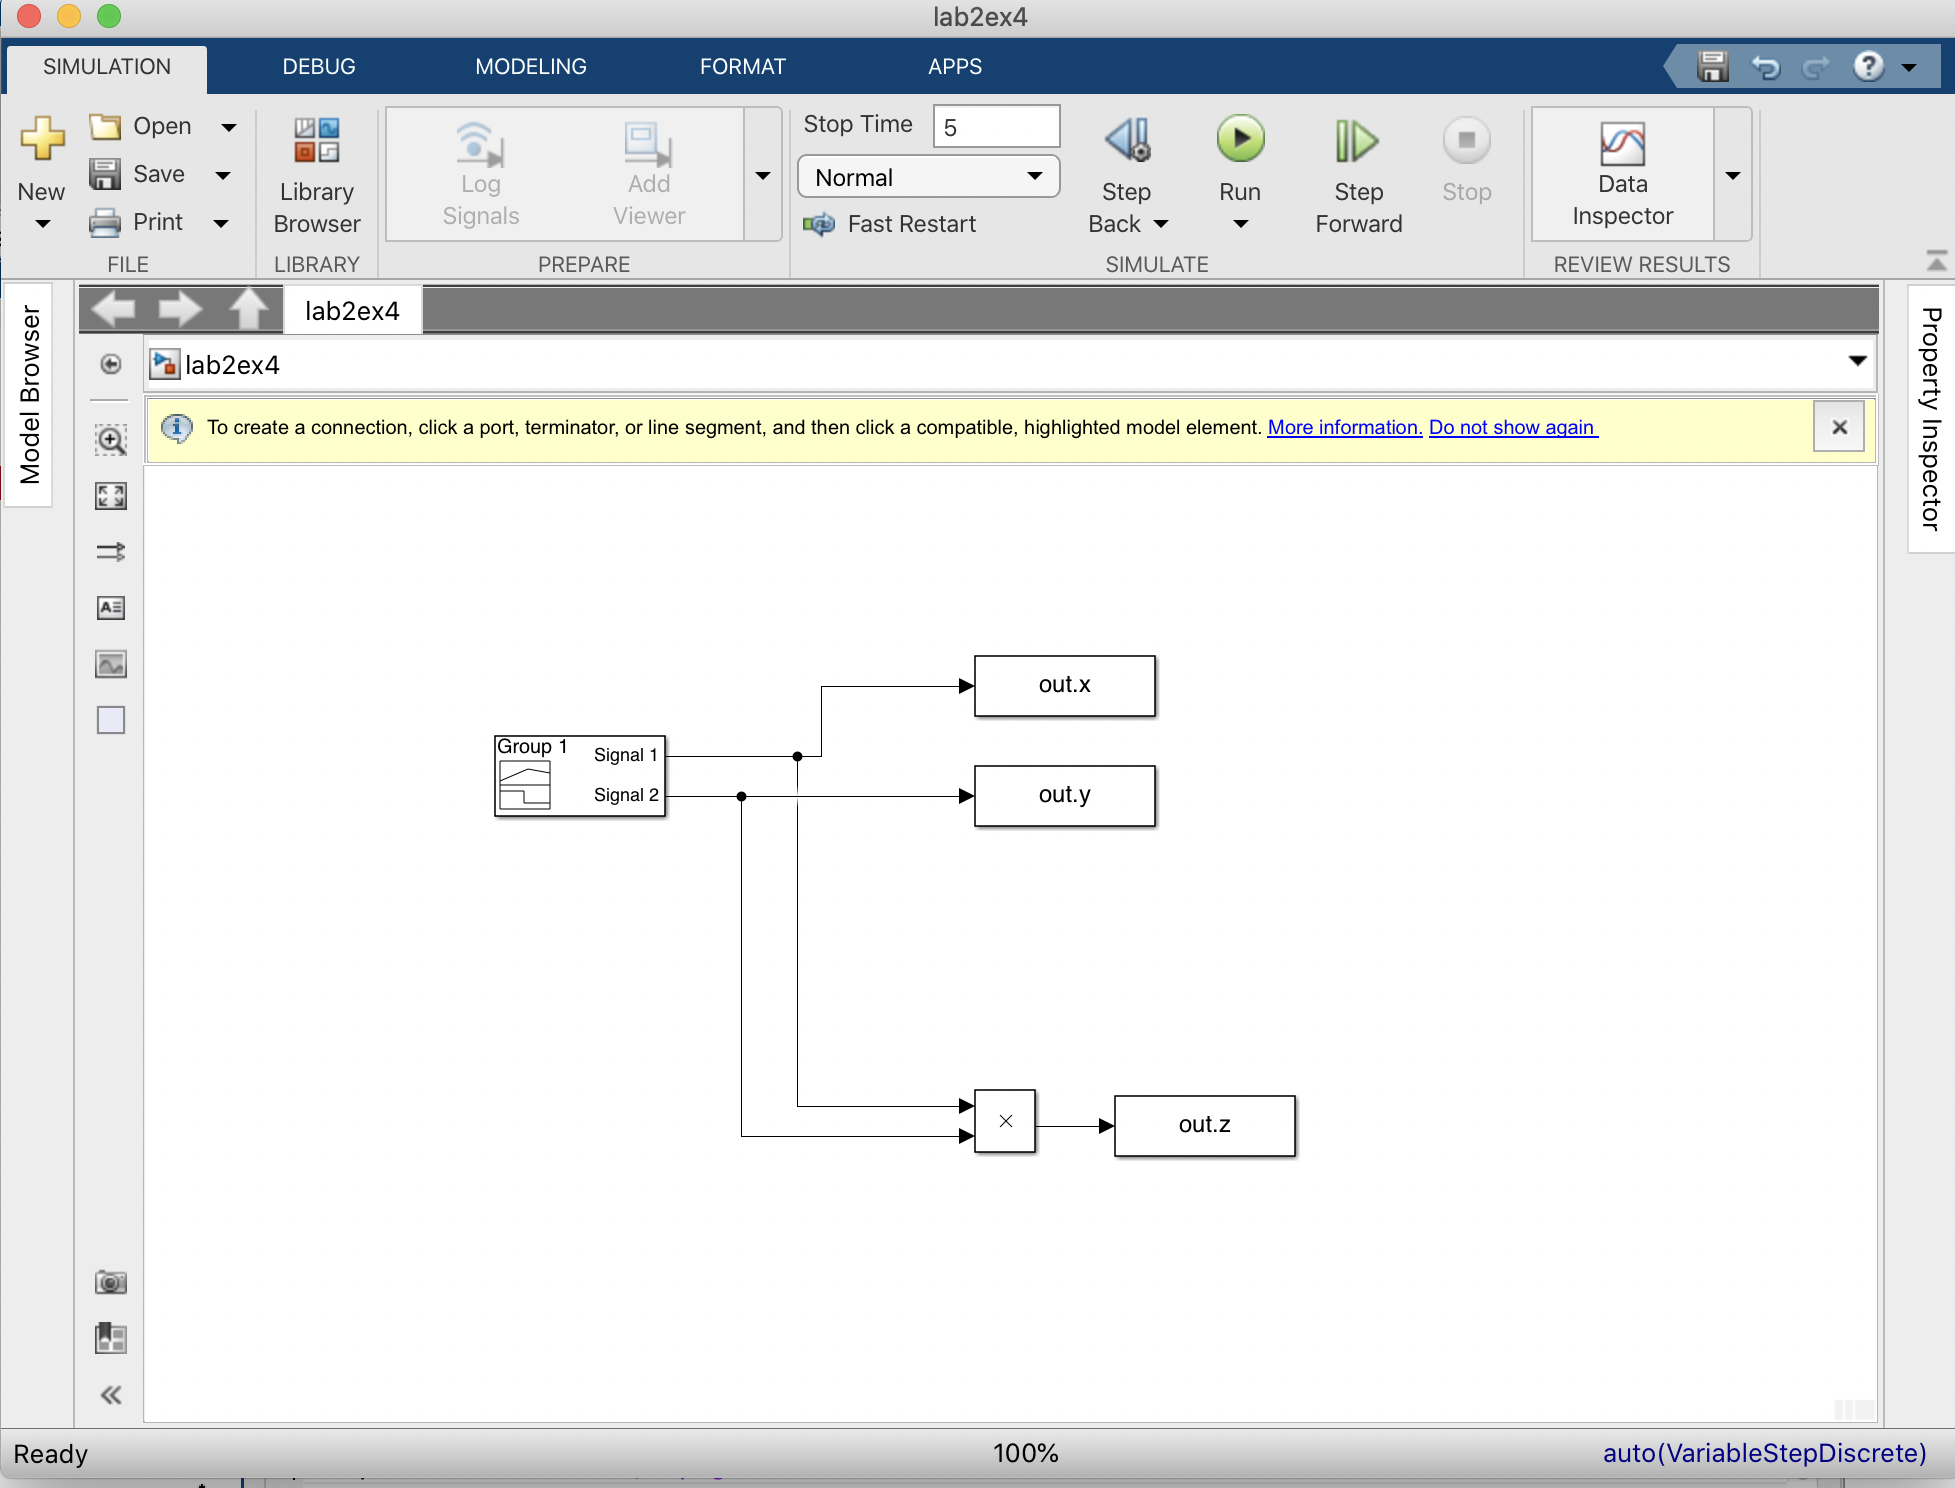 lab2ex4
SIMULATION DEBUG MODELING FORMAT APPS
New
Open
Save
Print
FILE
Library
Browser
LIBRARY
Log
Signals
Add
Viewer
PREPARE
Stop Time 5
Normal
Fast Restart
Step
Back
Run
Step
Forward
Stop
SIMULATE
Data
Inspector
REVIEW RESULTS
Model Browser
Property Inspector
lab2ex4
lab2ex4
To create a connection, click a port, terminator, or line segment, and then click a compatible, highlighted model element. More information. Do not show again
out.x
Group 1
Signal 1
Signal 2
out.y
×
out.z
Ready 100% auto(VariableStepDiscrete)